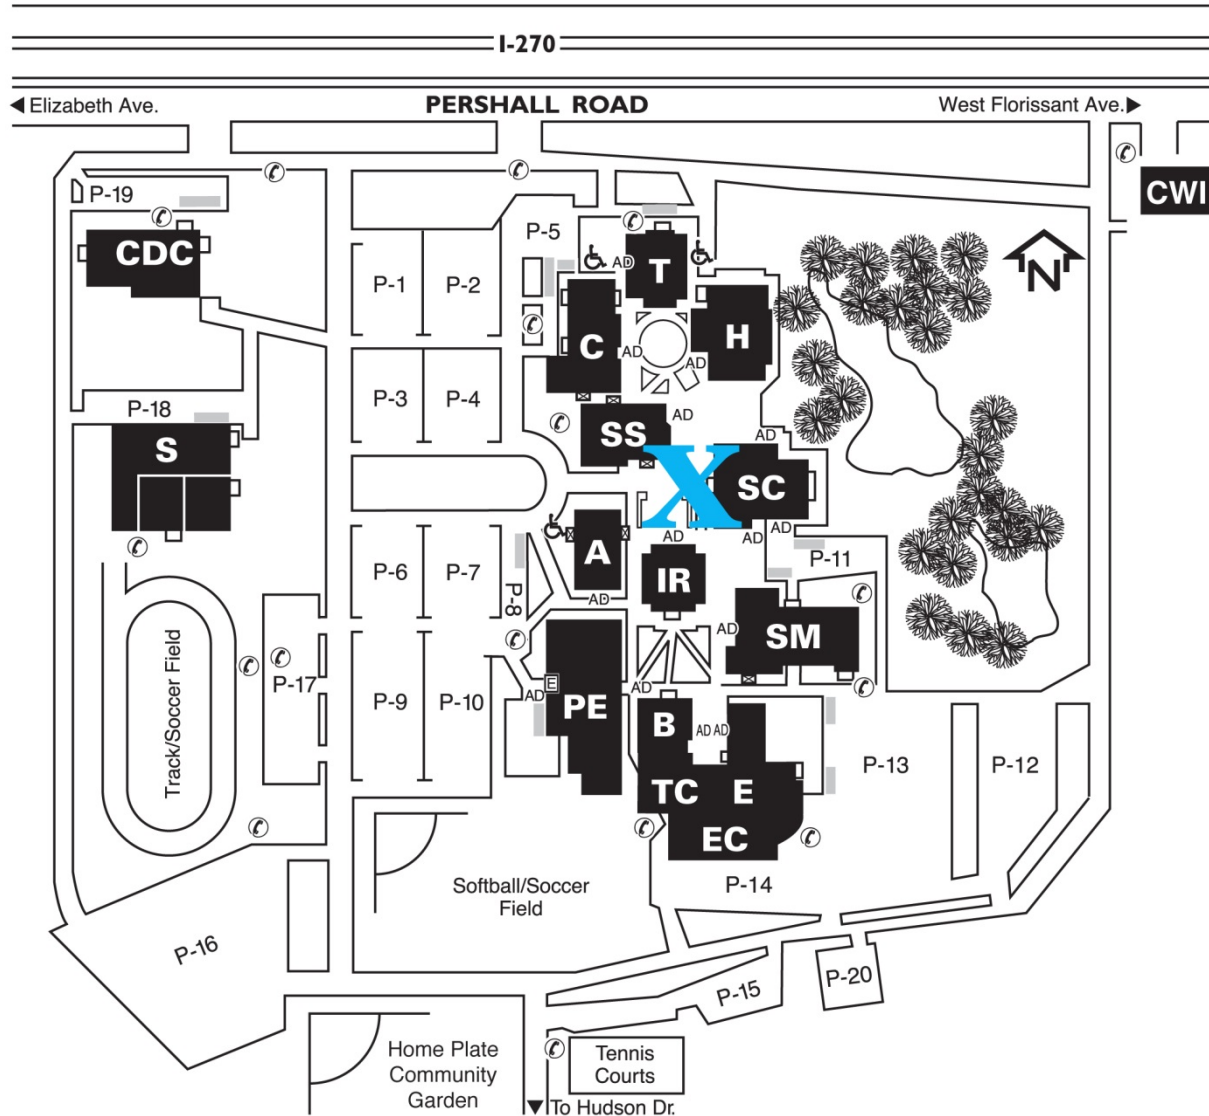 I-270
Elizabeth Ave.
PERSHALL ROAD
West Florissant Ave.
CWI
P-19
P-5
CDC
T
AD
N
P-1
P-2
C
H
AD
AD
P-3
P-4
P-18
AD
SS
AD
S
X
SC
A
AD
AD
AD
P-11
P-6
P-7
P-8
IR
AD
AD
SM
Track/Soccer Field
P-17
E
AD
AD
P-9
P-10
PE
B
AD AD
P-13
P-12
TC
E
EC
Softball/Soccer
Field
P-14
P-16
P-20
P-15
Home Plate
Community
Garden
Tennis
Courts
To Hudson Dr.